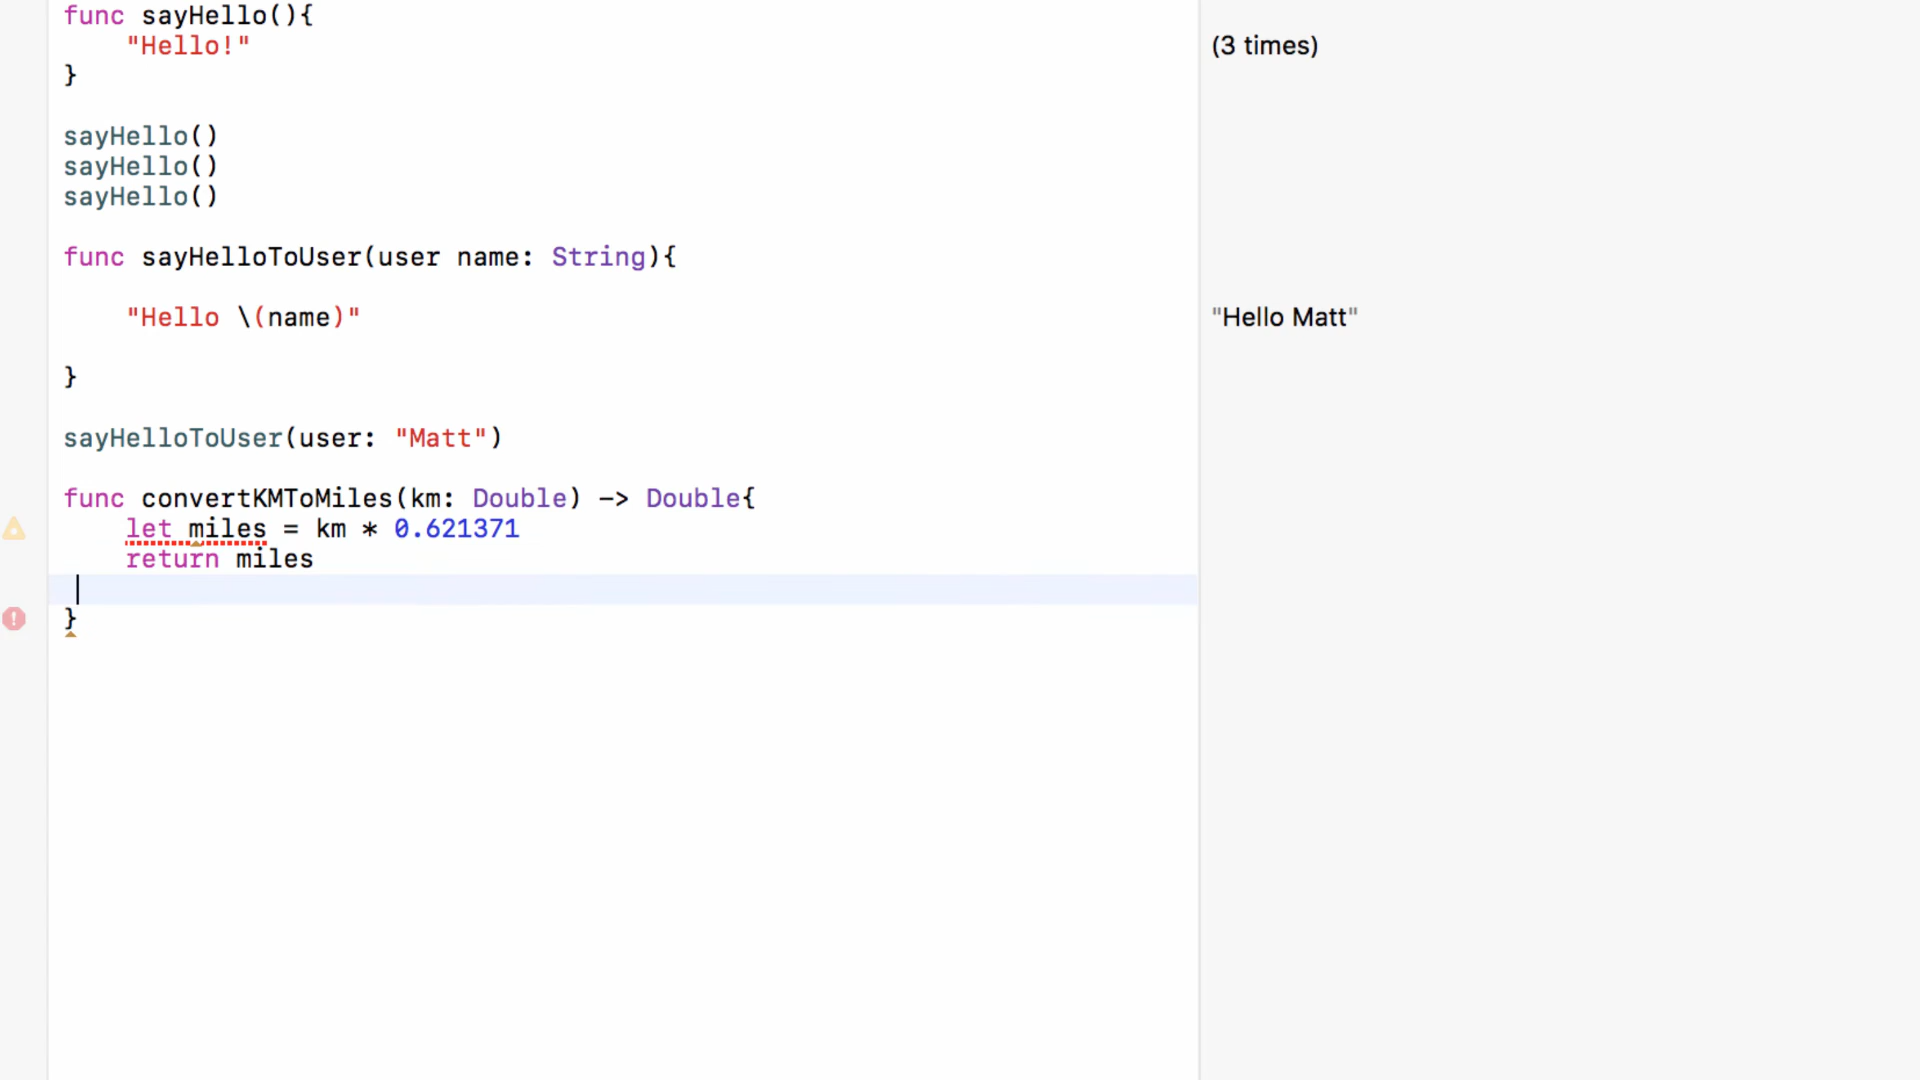 func sayHello(){
    "Hello!"
(3 times)
}
sayHello()
sayHello()
sayHello()
func sayHelloToUser(user name: String){
    "Hello \(name)"
"Hello Matt"
}
sayHelloToUser(user: "Matt")
func convertKMToMiles(km: Double) -> Double{
    let miles = km * 0.621371
    return miles
}